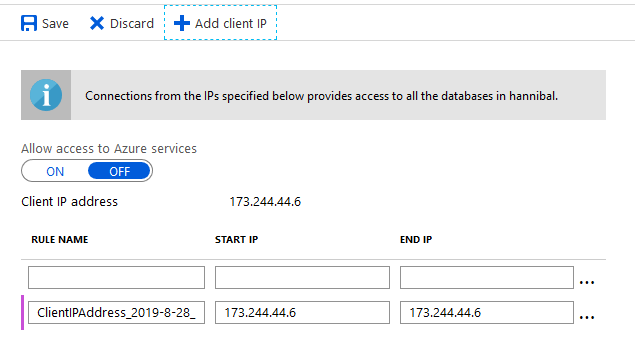 Save Discard Add client IP
Connections from the IPs specified below provides access to all the databases in hannibal.
Allow access to Azure services
ON OFF
Client IP address 173.244.44.6
RULE NAME START IP END IP
...
ClientIPAddress_2019-8-28_ 173.244.44.6 173.244.44.6 ...